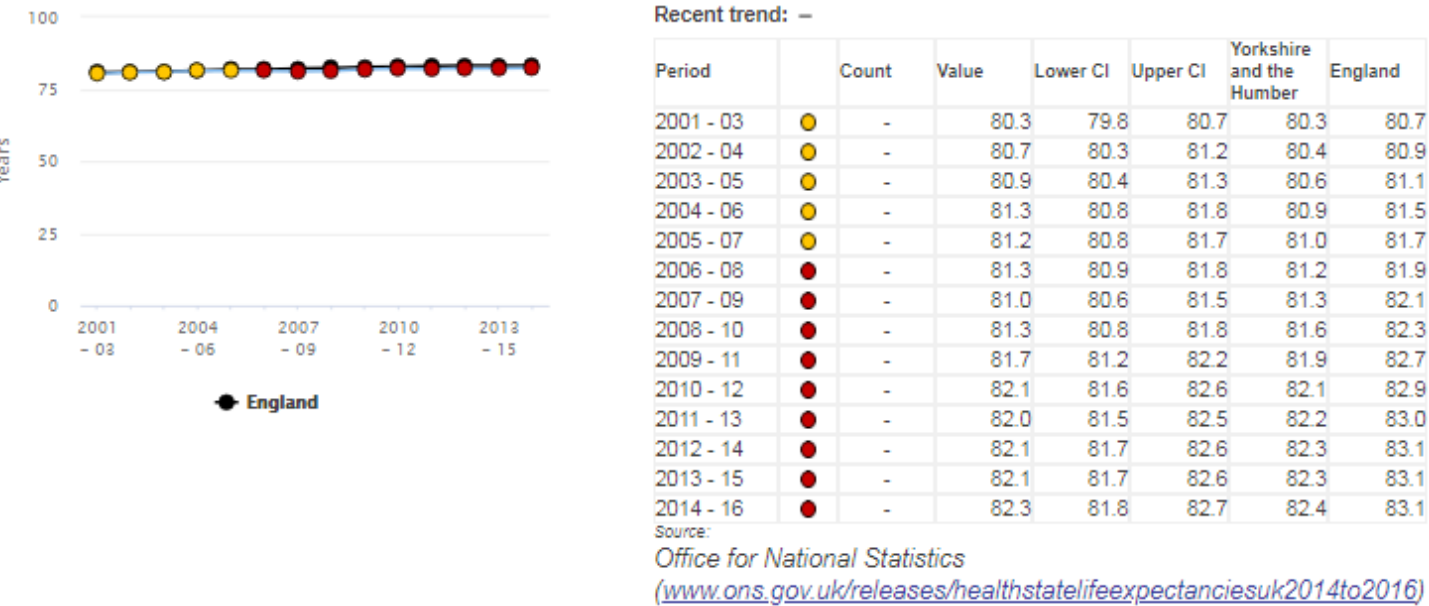 100
75
50
25
0
Years
2001 - 03
2004 - 06
2007 - 09
2010 - 12
2013 - 15
England
Recent trend: –
Period Count Value Lower CI Upper CI Yorkshire and the Humber England
2001 - 03 - 80.3 79.8 80.7 80.3 80.7
2002 - 04 - 80.7 80.3 81.2 80.4 80.9
2003 - 05 - 80.9 80.4 81.3 80.6 81.1
2004 - 06 - 81.3 80.8 81.8 80.9 81.5
2005 - 07 - 81.2 80.8 81.7 81.0 81.7
2006 - 08 - 81.3 80.9 81.8 81.2 81.9
2007 - 09 - 81.0 80.6 81.5 81.3 82.1
2008 - 10 - 81.3 80.8 81.8 81.6 82.3
2009 - 11 - 81.7 81.2 82.2 81.9 82.7
2010 - 12 - 82.1 81.6 82.6 82.1 82.9
2011 - 13 - 82.0 81.5 82.5 82.2 83.0
2012 - 14 - 82.1 81.7 82.6 82.3 83.1
2013 - 15 - 82.1 81.7 82.6 82.3 83.1
2014 - 16 - 82.3 81.8 82.7 82.4 83.1
Source:
Office for National Statistics
(www.ons.gov.uk/releases/healthstatelifeexpectanciesuk2014to2016)